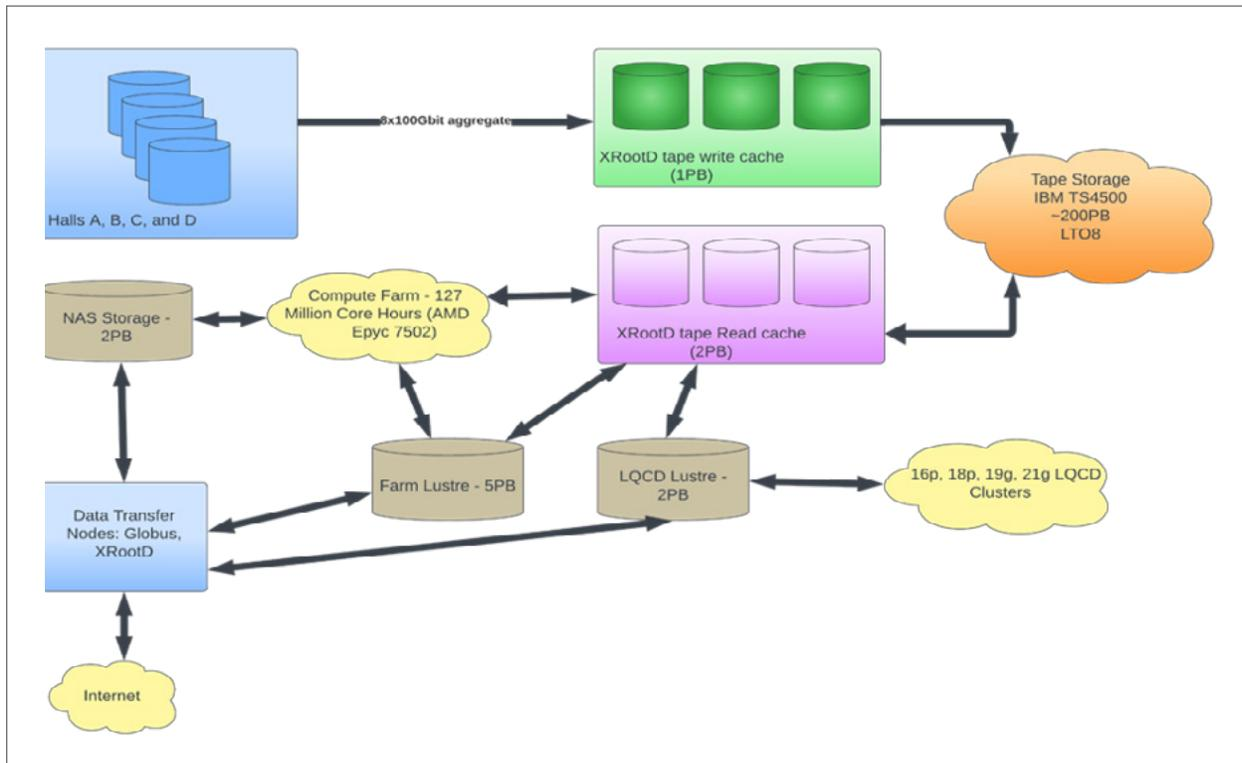 8x100Gbit aggregate
XRootD tape write cache
(1PB)
Halls A, B, C, and D
Tape Storage
IBM TS4500
~200PB
LTO8
Compute Farm - 127
Million Core Hours (AMD
Epyc 7502)
NAS Storage -
2PB
XRootD tape Read cache
(2PB)
Farm Lustre - 5PB
LQCD Lustre -
2PB
16p, 18p, 19g, 21g LQCD
Clusters
Data Transfer
Nodes: Globus,
XRootD
Internet